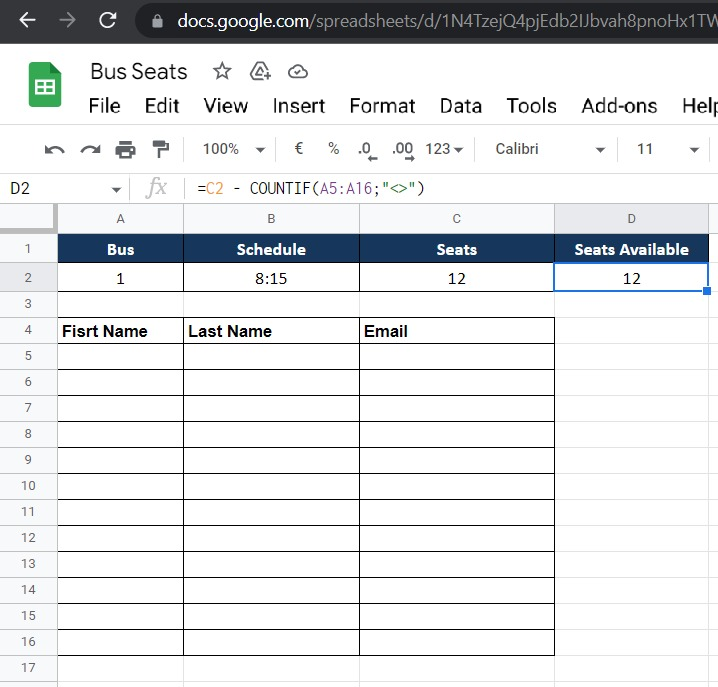 docs.google.com/spreadsheets/d/1N4TzejQ4pjEdb2IJbvah8pnoHx1TW
Bus Seats
File Edit View Insert Format Data Tools Add-ons Help
100% € % .0 .00 123 Calibri 11
D2 fx =C2 - COUNTIF(A5:A16;"<>")
A B C D
1 Bus Schedule Seats Seats Available
2 1 8:15 12 12
3
4 Fisrt Name Last Name Email
5
6
7
8
9
10
11
12
13
14
15
16
17